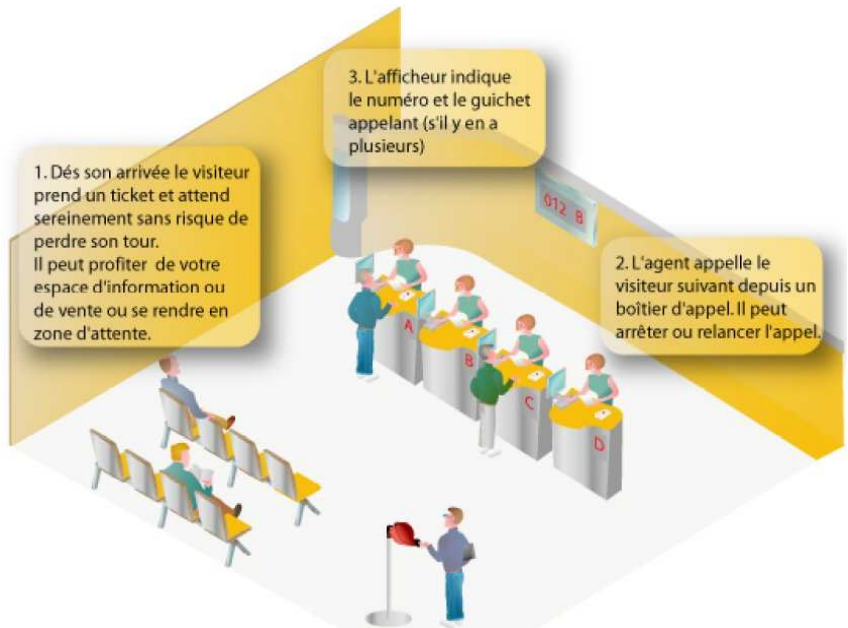 3. L'afficheur indique
le numéro et le guichet
appelant (s'il y en a
plusieurs)
1. Dés son arrivée le visiteur
prend un ticket et attend
sereinement sans risque de
perdre son tour.
Il peut profiter de votre
espace d'information ou
de vente ou se rendre en
zone d'attente.
012 B
2. L'agent appelle le
visiteur suivant depuis un
boîtier d'appel. Il peut
arrêter ou relancer l'appel.
A
B
C
D